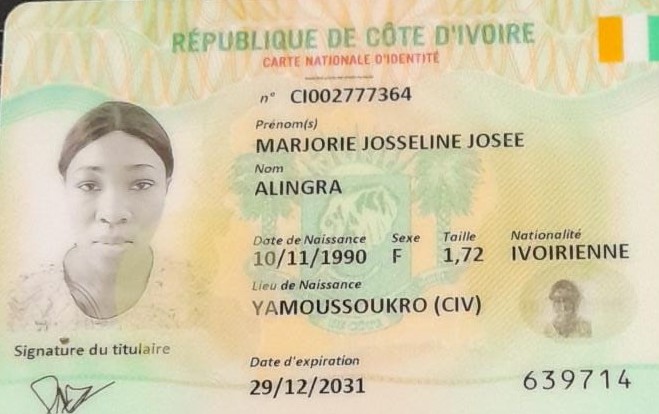 RÉPUBLIQUE DE CÔTE D'IVOIRE
CARTE NATIONALE D'IDENTITÉ
n° CI002777364
Prénom(s)
MARJORIE JOSSELINE JOSEE
Nom
ALINGRA
Date de Naissance Sexe Taille Nationalité
10/11/1990 F 1,72 IVOIRIENNE
Lieu de Naissance
YAMOUSSOUKRO (CIV)
Signature du titulaire
Date d'expiration
29/12/2031
639714